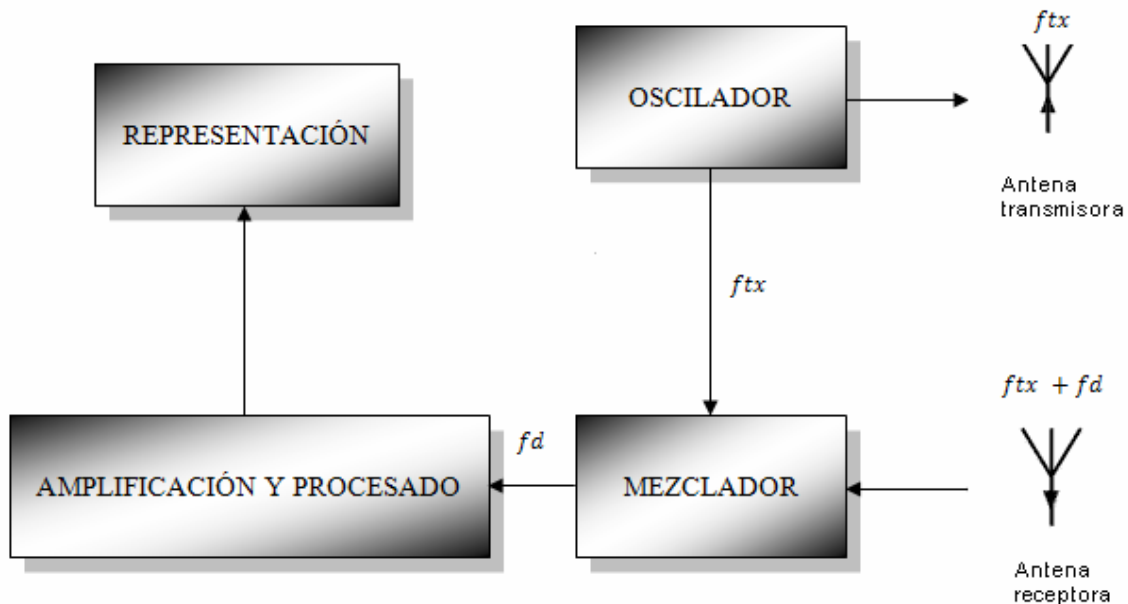 ftx
OSCILADOR
REPRESENTACIÓN
Antena
transmisora
ftx
ftx + fd
fd
AMPLIFICACIÓN Y PROCESADO
MEZCLADOR
Antena
receptora